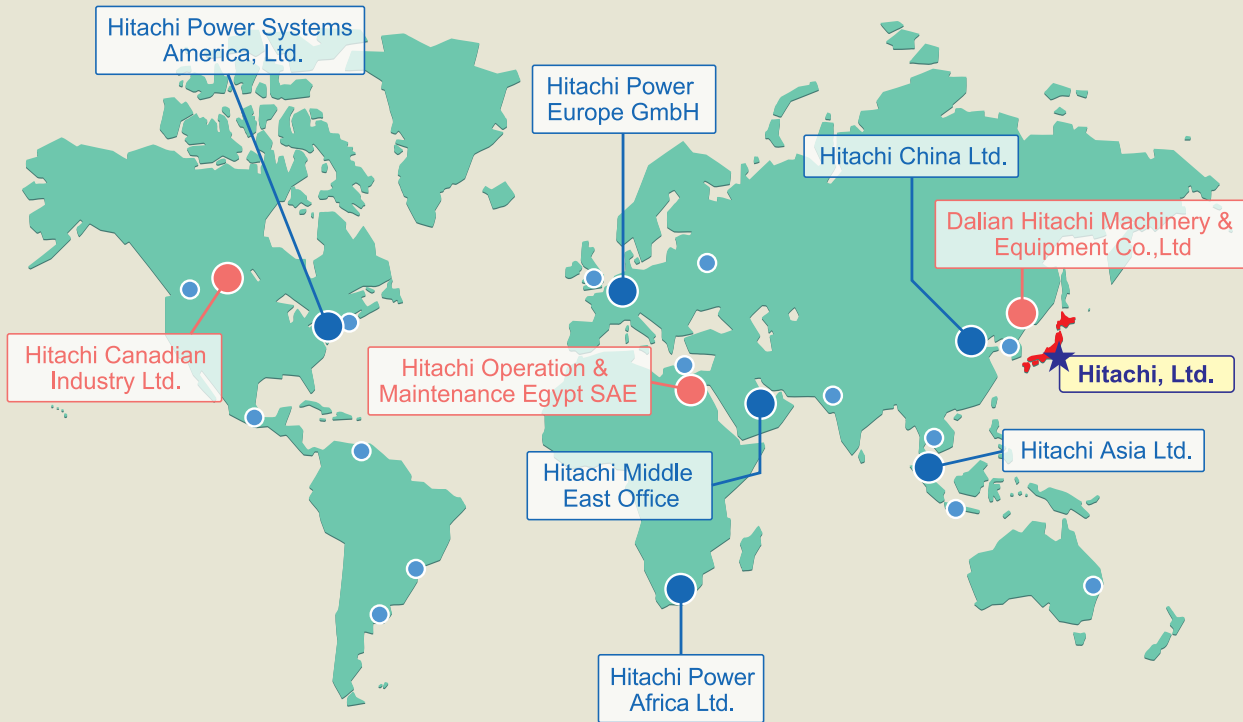 Hitachi Power Systems
America, Ltd.
Hitachi Power
Europe GmbH
Hitachi China Ltd.
Dalian Hitachi Machinery &
Equipment Co.,Ltd
Hitachi Canadian
Industry Ltd.
Hitachi Operation &
Maintenance Egypt SAE
Hitachi, Ltd.
Hitachi Asia Ltd.
Hitachi Middle
East Office
Hitachi Power
Africa Ltd.